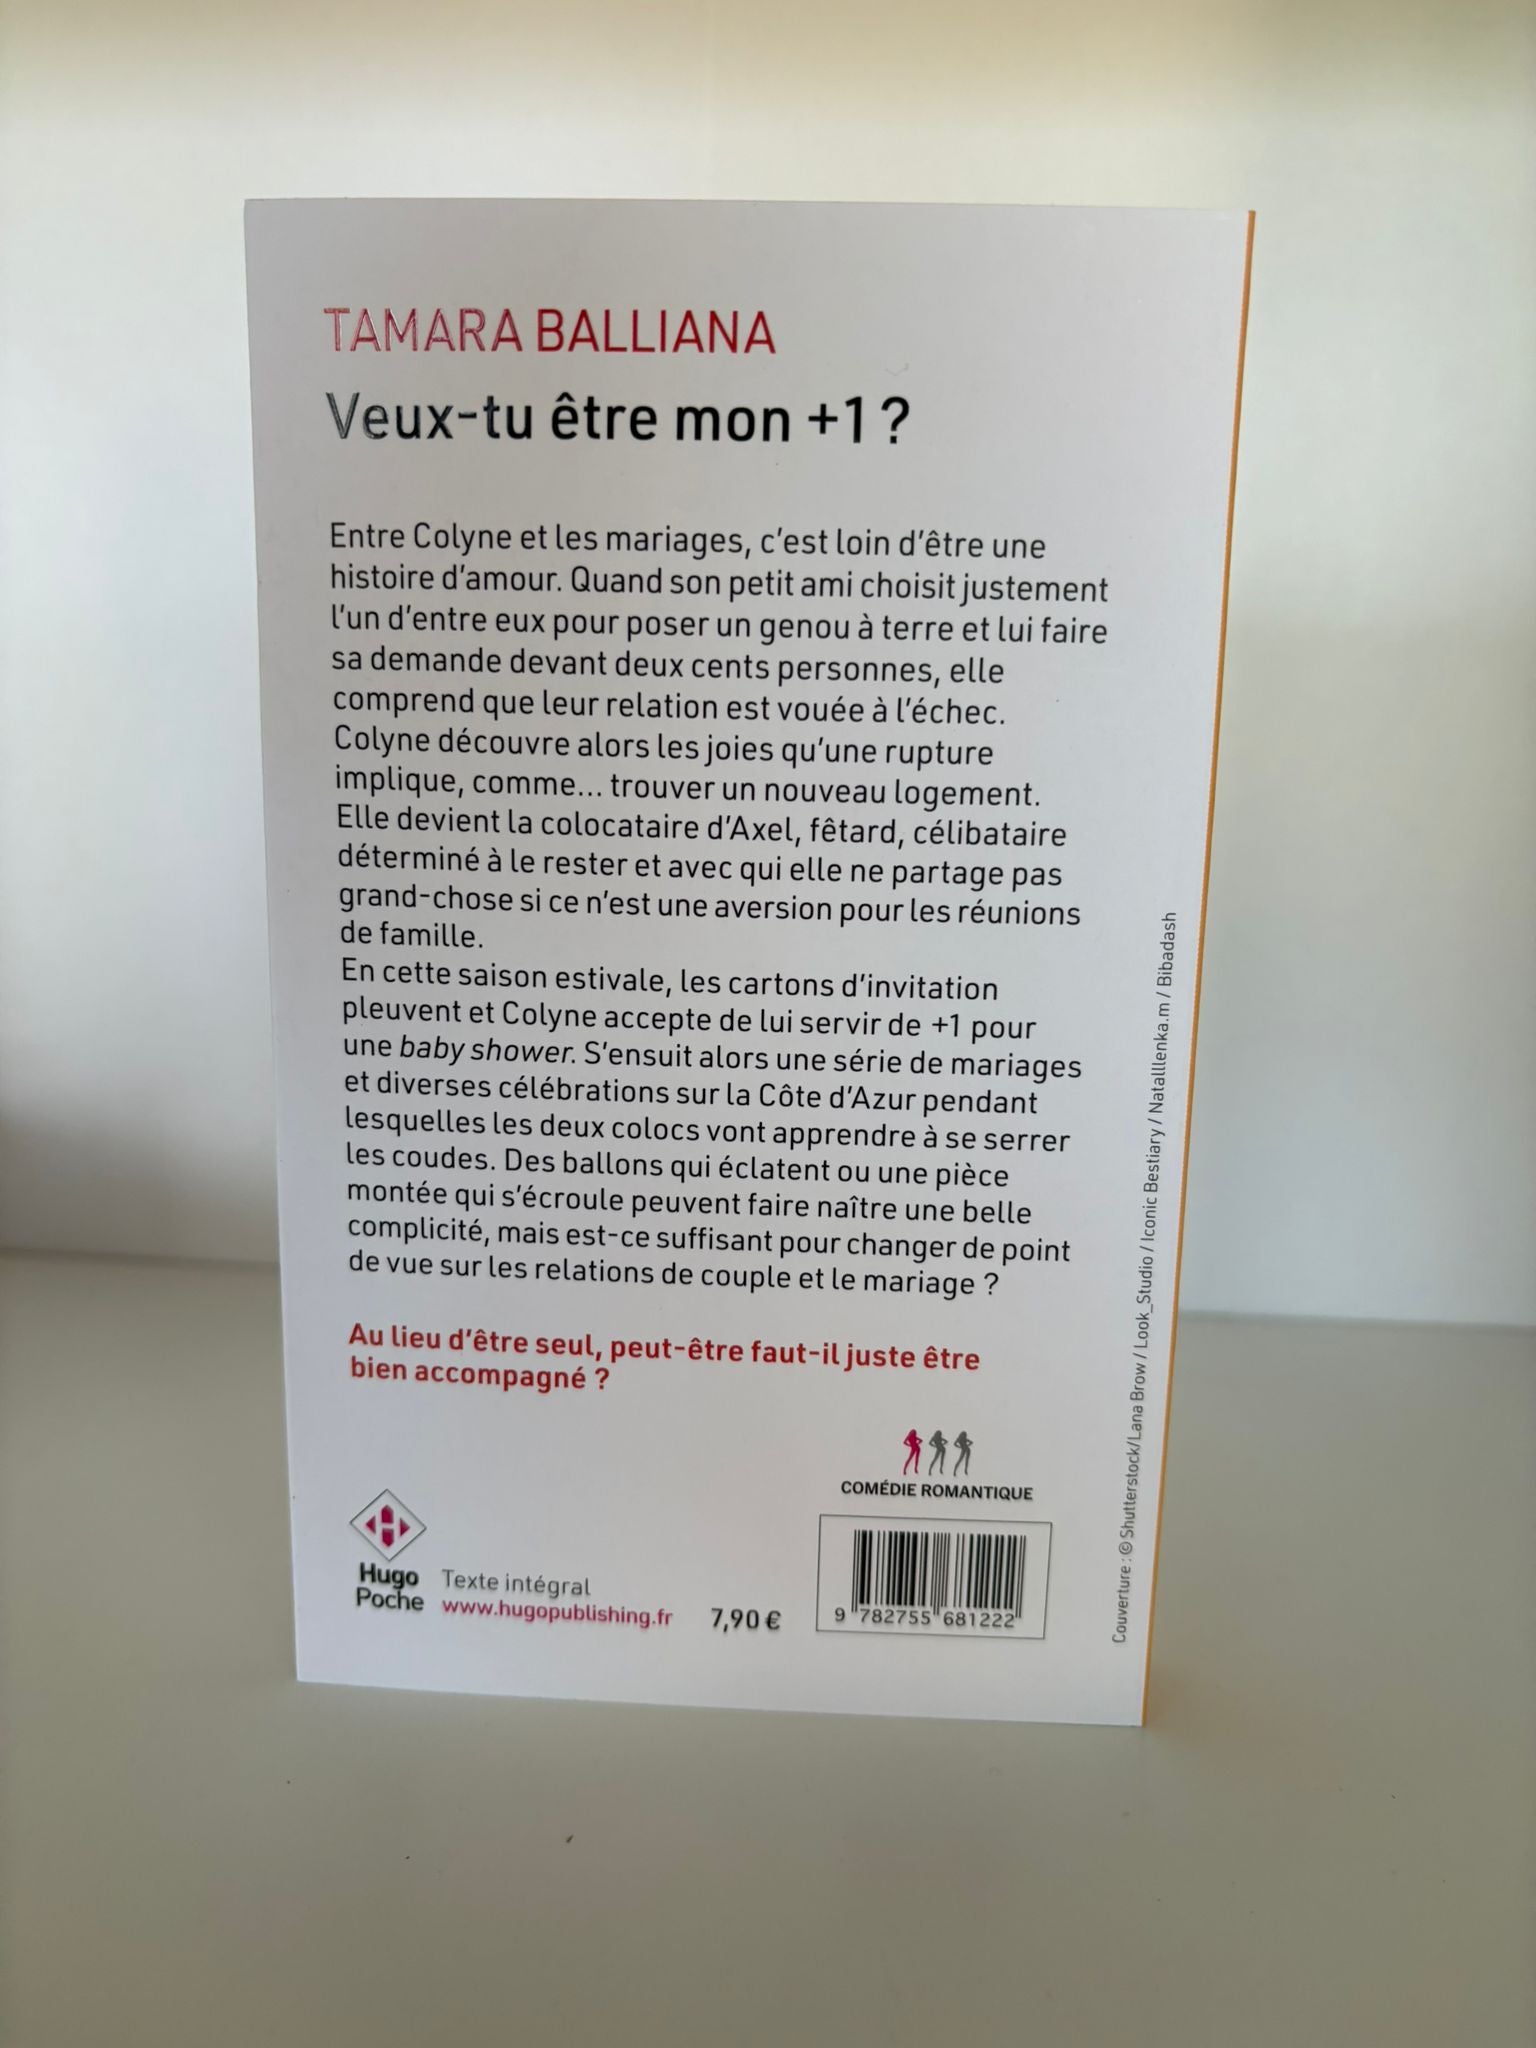 TAMARA BALLIANA
Veux-tu être mon +1 ?
Entre Colyne et les mariages, c'est loin d'être une
histoire d'amour. Quand son petit ami choisit justement
l'un d'entre eux pour poser un genou à terre et lui faire
sa demande devant deux cents personnes, elle
comprend que leur relation est vouée à l'échec.
Colyne découvre alors les joies qu'une rupture
implique, comme... trouver un nouveau logement.
Elle devient la colocataire d'Axel, fêtard, célibataire
déterminé à le rester et avec qui elle ne partage pas
grand-chose si ce n'est une aversion pour les réunions
de famille.
En cette saison estivale, les cartons d'invitation
pleuvent et Colyne accepte de lui servir de +1 pour
une baby shower. S'ensuit alors une série de mariages
et diverses célébrations sur la Côte d'Azur pendant
lesquelles les deux colocs vont apprendre à se serrer
les coudes. Des ballons qui éclatent ou une pièce
montée qui s'écroule peuvent faire naître une belle
complicité, mais est-ce suffisant pour changer de point
de vue sur les relations de couple et le mariage ?
Au lieu d'être seul, peut-être faut-il juste être
bien accompagné ?
COMÉDIE ROMANTIQUE
Hugo
Poche
Texte intégral
www.hugopublishing.fr
7,90 €
9 782755 681222
Couverture : © Shutterstock/Lana Brow / Look_Studio / Iconic Bestiary / Natalllenka.m / Bibadash